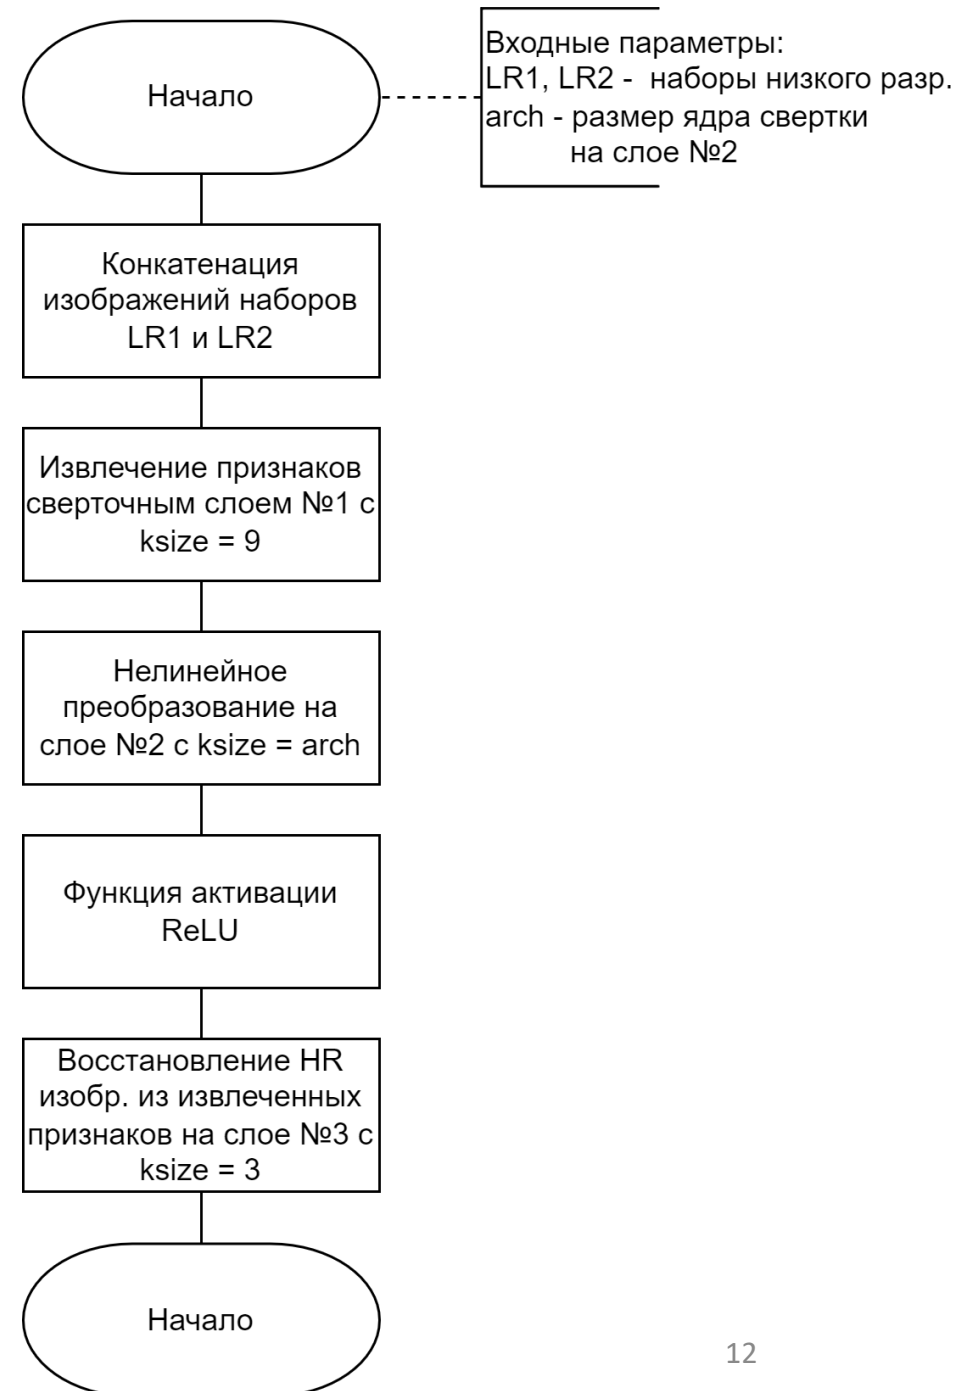 Начало
Входные параметры:
LR1, LR2 - наборы низкого разр.
arch - размер ядра свертки
на слое №2
Конкатенация
изображений наборов
LR1 и LR2
Извлечение признаков
сверточным слоем №1 с
ksize = 9
Нелинейное
преобразование на
слое №2 с ksize = arch
Функция активации
ReLU
Восстановление HR
изобр. из извлеченных
признаков на слое №3 с
ksize = 3
Начало
12